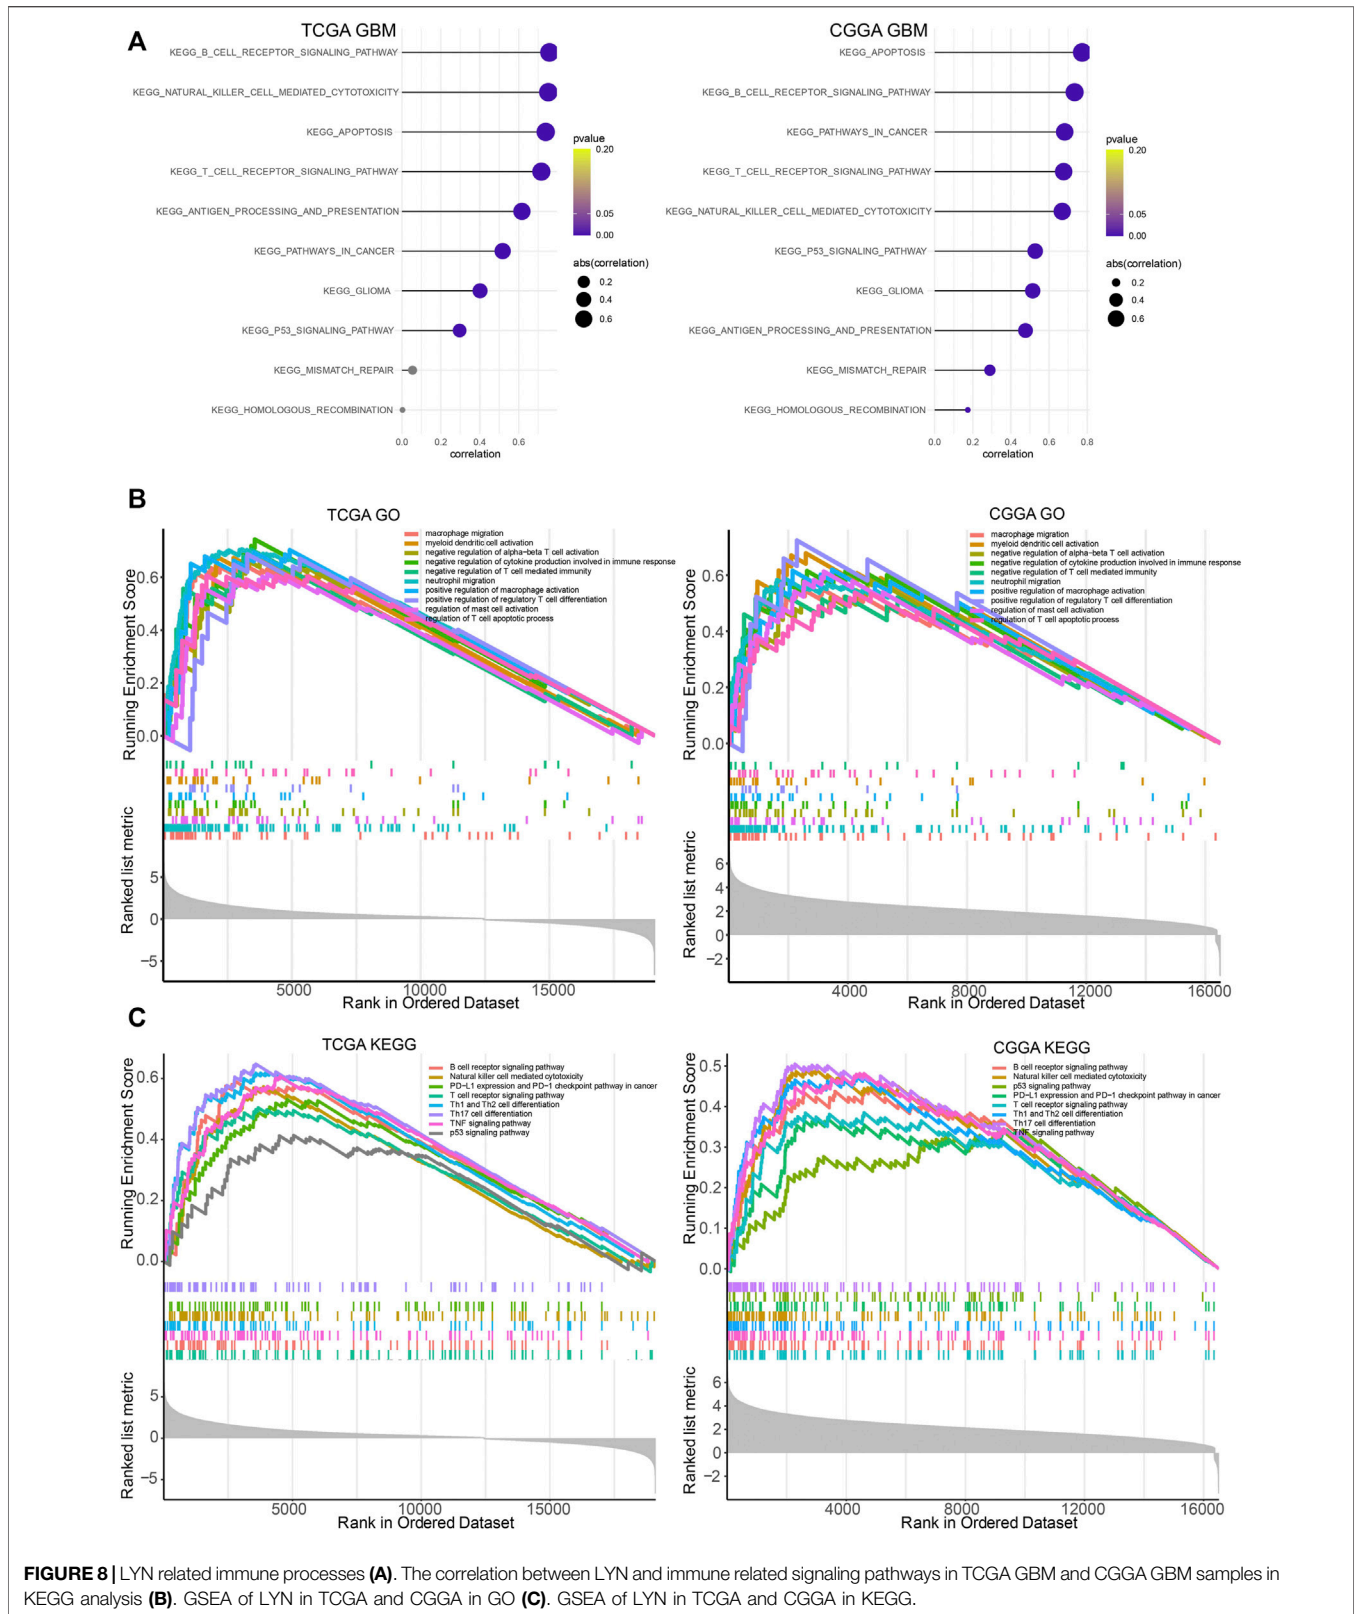 A
TCGA GBM
KEGG_B_CELL_RECEPTOR_SIGNALING_PATHWAY
KEGG_NATURAL_KILLER_CELL_MEDIATED_CYTOTOXICITY
KEGG_APOPTOSIS
KEGG_T_CELL_RECEPTOR_SIGNALING_PATHWAY
KEGG_ANTIGEN_PROCESSING_AND_PRESENTATION
KEGG_PATHWAYS_IN_CANCER
KEGG_GLIOMA
KEGG_P53_SIGNALING_PATHWAY
KEGG_MISMATCH_REPAIR
KEGG_HOMOLOGOUS_RECOMBINATION
0.0 0.2 0.4 0.6
correlation
pvalue
0.20
0.05
0.00
abs(correlation)
0.2
0.4
0.6
CGGA GBM
KEGG_APOPTOSIS
KEGG_B_CELL_RECEPTOR_SIGNALING_PATHWAY
KEGG_PATHWAYS_IN_CANCER
KEGG_T_CELL_RECEPTOR_SIGNALING_PATHWAY
KEGG_NATURAL_KILLER_CELL_MEDIATED_CYTOTOXICITY
KEGG_P53_SIGNALING_PATHWAY
KEGG_GLIOMA
KEGG_ANTIGEN_PROCESSING_AND_PRESENTATION
KEGG_MISMATCH_REPAIR
KEGG_HOMOLOGOUS_RECOMBINATION
0.0 0.2 0.4 0.6 0.8
correlation
pvalue
0.20
0.05
0.00
abs(correlation)
0.2
0.4
0.6
B
TCGA GO
macrophage migration
myeloid dendritic cell activation
negative regulation of alpha−beta T cell activation
negative regulation of cytokine production involved in immune response
negative regulation of T cell mediated immunity
neutrophil migration
positive regulation of macrophage activation
positive regulation of regulatory T cell differentiation
regulation of mast cell activation
regulation of T cell apoptotic process
Running Enrichment Score
0.6
0.4
0.2
0.0
Ranked list metric
5
0
−5
5000 10000 15000
Rank in Ordered Dataset
CGGA GO
macrophage migration
myeloid dendritic cell activation
negative regulation of alpha−beta T cell activation
negative regulation of cytokine production involved in immune response
negative regulation of T cell mediated immunity
neutrophil migration
positive regulation of macrophage activation
positive regulation of regulatory T cell differentiation
regulation of mast cell activation
regulation of T cell apoptotic process
Running Enrichment Score
0.6
0.4
0.2
0.0
Ranked list metric
6
4
2
0
−2
4000 8000 12000 16000
Rank in Ordered Dataset
C
TCGA KEGG
B cell receptor signaling pathway
Natural killer cell mediated cytotoxicity
PD−L1 expression and PD−1 checkpoint pathway in cancer
T cell receptor signaling pathway
Th1 and Th2 cell differentiation
Th17 cell differentiation
TNF signaling pathway
p53 signaling pathway
Running Enrichment Score
0.6
0.4
0.2
0.0
Ranked list metric
5
0
−5
5000 10000 15000
Rank in Ordered Dataset
CGGA KEGG
B cell receptor signaling pathway
Natural killer cell mediated cytotoxicity
p53 signaling pathway
PD−L1 expression and PD−1 checkpoint pathway in cancer
T cell receptor signaling pathway
Th1 and Th2 cell differentiation
Th17 cell differentiation
TNF signaling pathway
Running Enrichment Score
0.5
0.4
0.3
0.2
0.1
0.0
Ranked list metric
6
4
2
0
−2
4000 8000 12000 16000
Rank in Ordered Dataset
FIGURE 8 | LYN related immune processes (A). The correlation between LYN and immune related signaling pathways in TCGA GBM and CGGA GBM samples in
KEGG analysis (B). GSEA of LYN in TCGA and CGGA in GO (C). GSEA of LYN in TCGA and CGGA in KEGG.